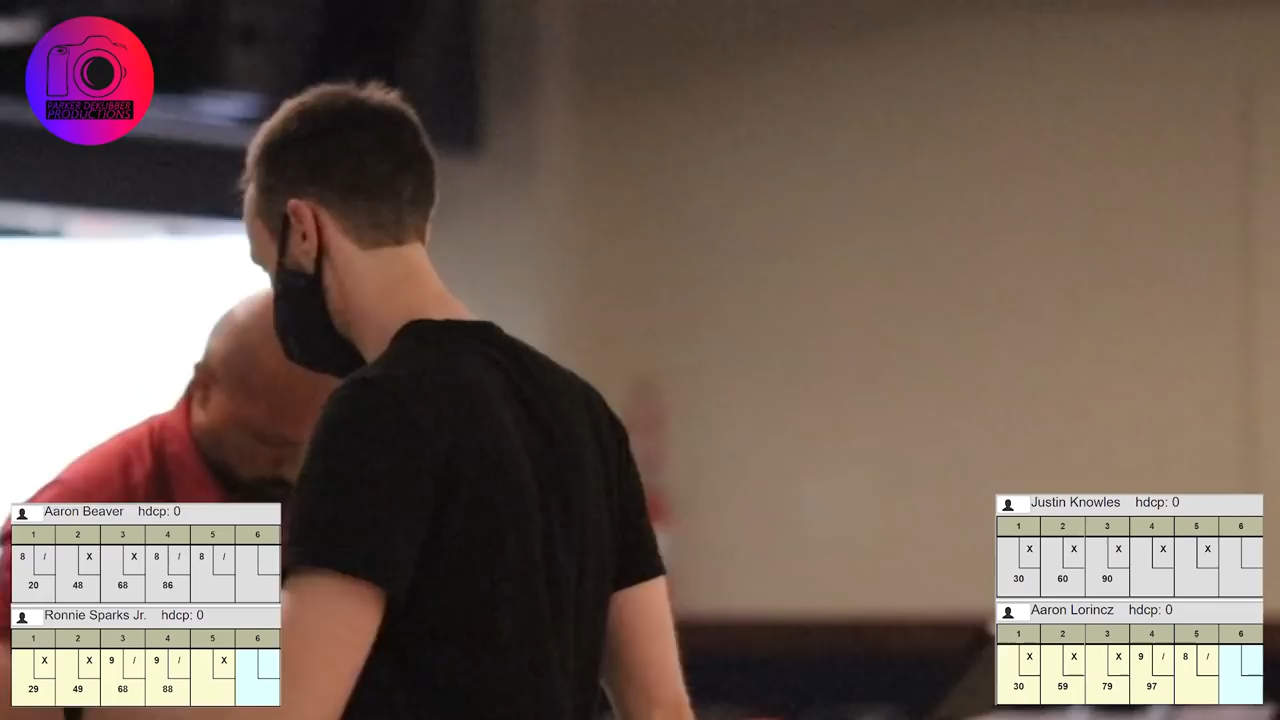 PARKER DEKUBBER
PRODUCTIONS
Aaron Beaver hdcp: 0
1 2 3 4 5 6
8 / X X 8 / 8 /
20 48 68 86
Ronnie Sparks Jr. hdcp: 0
1 2 3 4 5 6
X X 9 / 9 / X
29 49 68 88
Justin Knowles hdcp: 0
1 2 3 4 5 6
X X X X X
30 60 90
Aaron Lorincz hdcp: 0
1 2 3 4 5 6
X X X 9 / 8 /
30 59 79 97